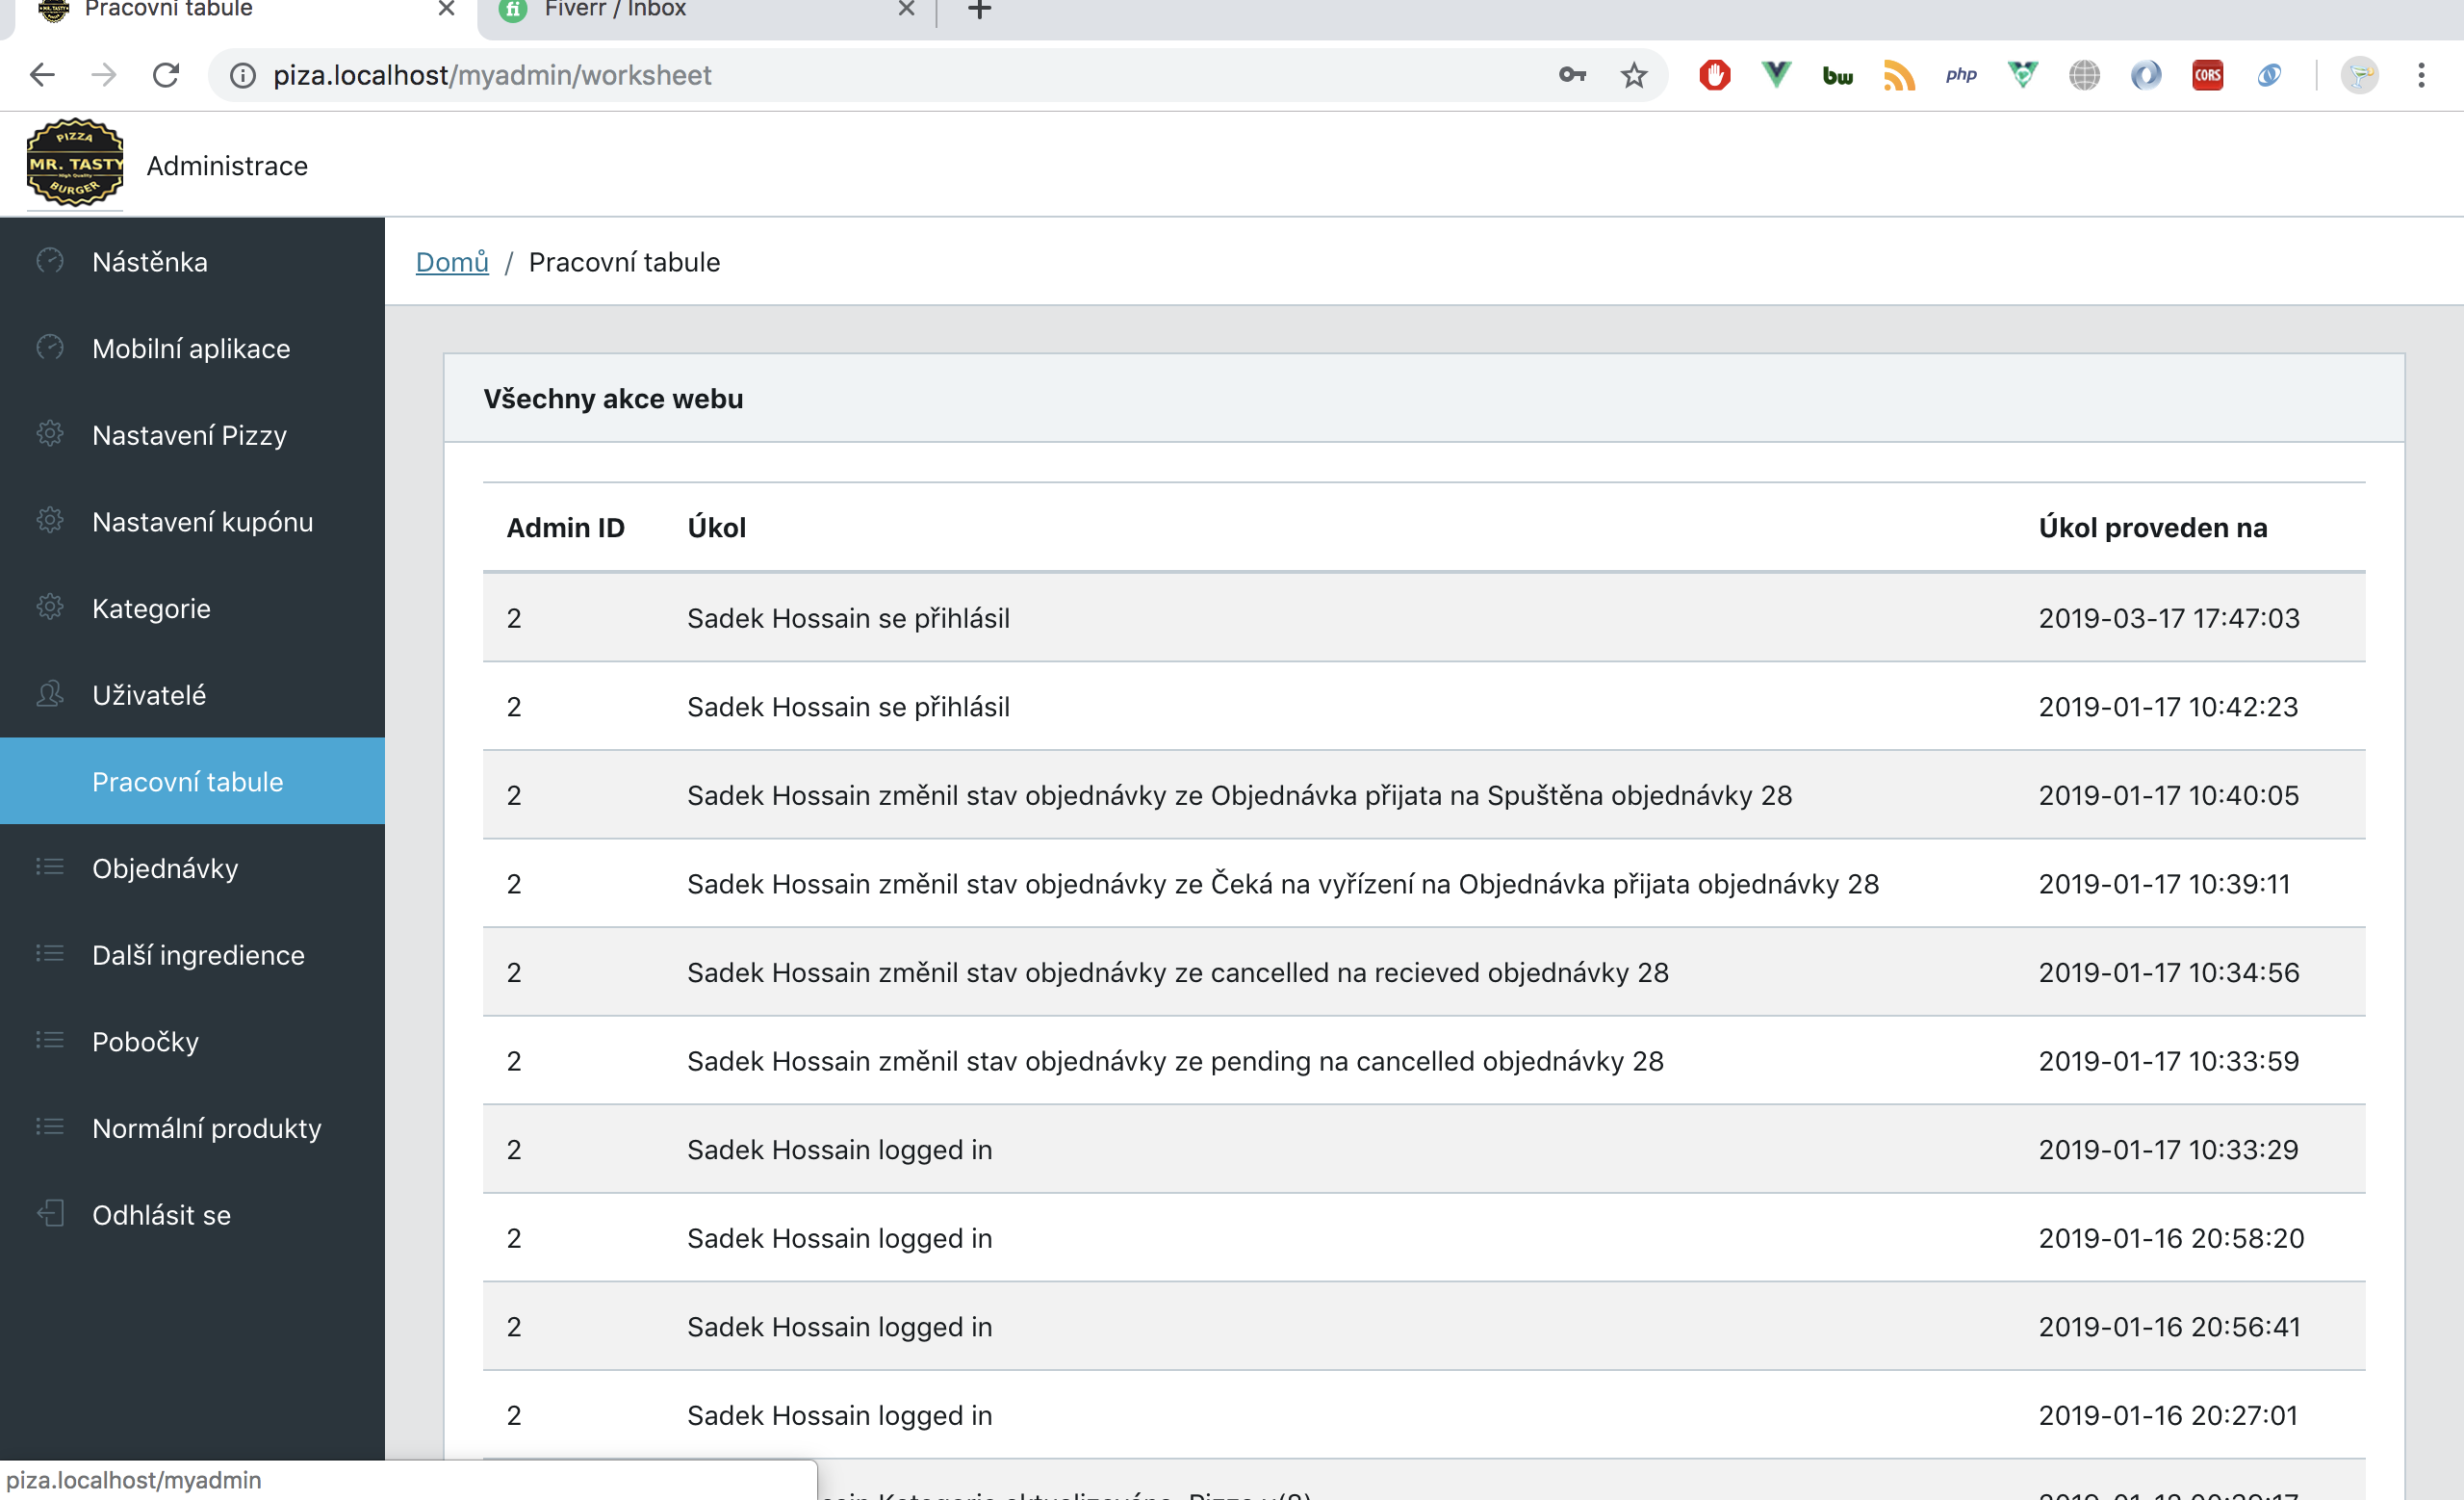 Pracovní tabule
Fiverr / Inbox
piza.localhost/myadmin/worksheet
php
CORS
PIZZA
MR. TASTY
High Quality
BURGER
Administrace
Nástěnka
Mobilní aplikace
Nastavení Pizzy
Nastavení kupónu
Kategorie
Uživatelé
Pracovní tabule
Objednávky
Další ingredience
Pobočky
Normální produkty
Odhlásit se
Domů / Pracovní tabule
Všechny akce webu
Admin ID Úkol Úkol proveden na
2 Sadek Hossain se přihlásil 2019-03-17 17:47:03
2 Sadek Hossain se přihlásil 2019-01-17 10:42:23
2 Sadek Hossain změnil stav objednávky ze Objednávka přijata na Spuštěna objednávky 28 2019-01-17 10:40:05
2 Sadek Hossain změnil stav objednávky ze Čeká na vyřízení na Objednávka přijata objednávky 28 2019-01-17 10:39:11
2 Sadek Hossain změnil stav objednávky ze cancelled na recieved objednávky 28 2019-01-17 10:34:56
2 Sadek Hossain změnil stav objednávky ze pending na cancelled objednávky 28 2019-01-17 10:33:59
2 Sadek Hossain logged in 2019-01-17 10:33:29
2 Sadek Hossain logged in 2019-01-16 20:58:20
2 Sadek Hossain logged in 2019-01-16 20:56:41
2 Sadek Hossain logged in 2019-01-16 20:27:01
piza.localhost/myadmin